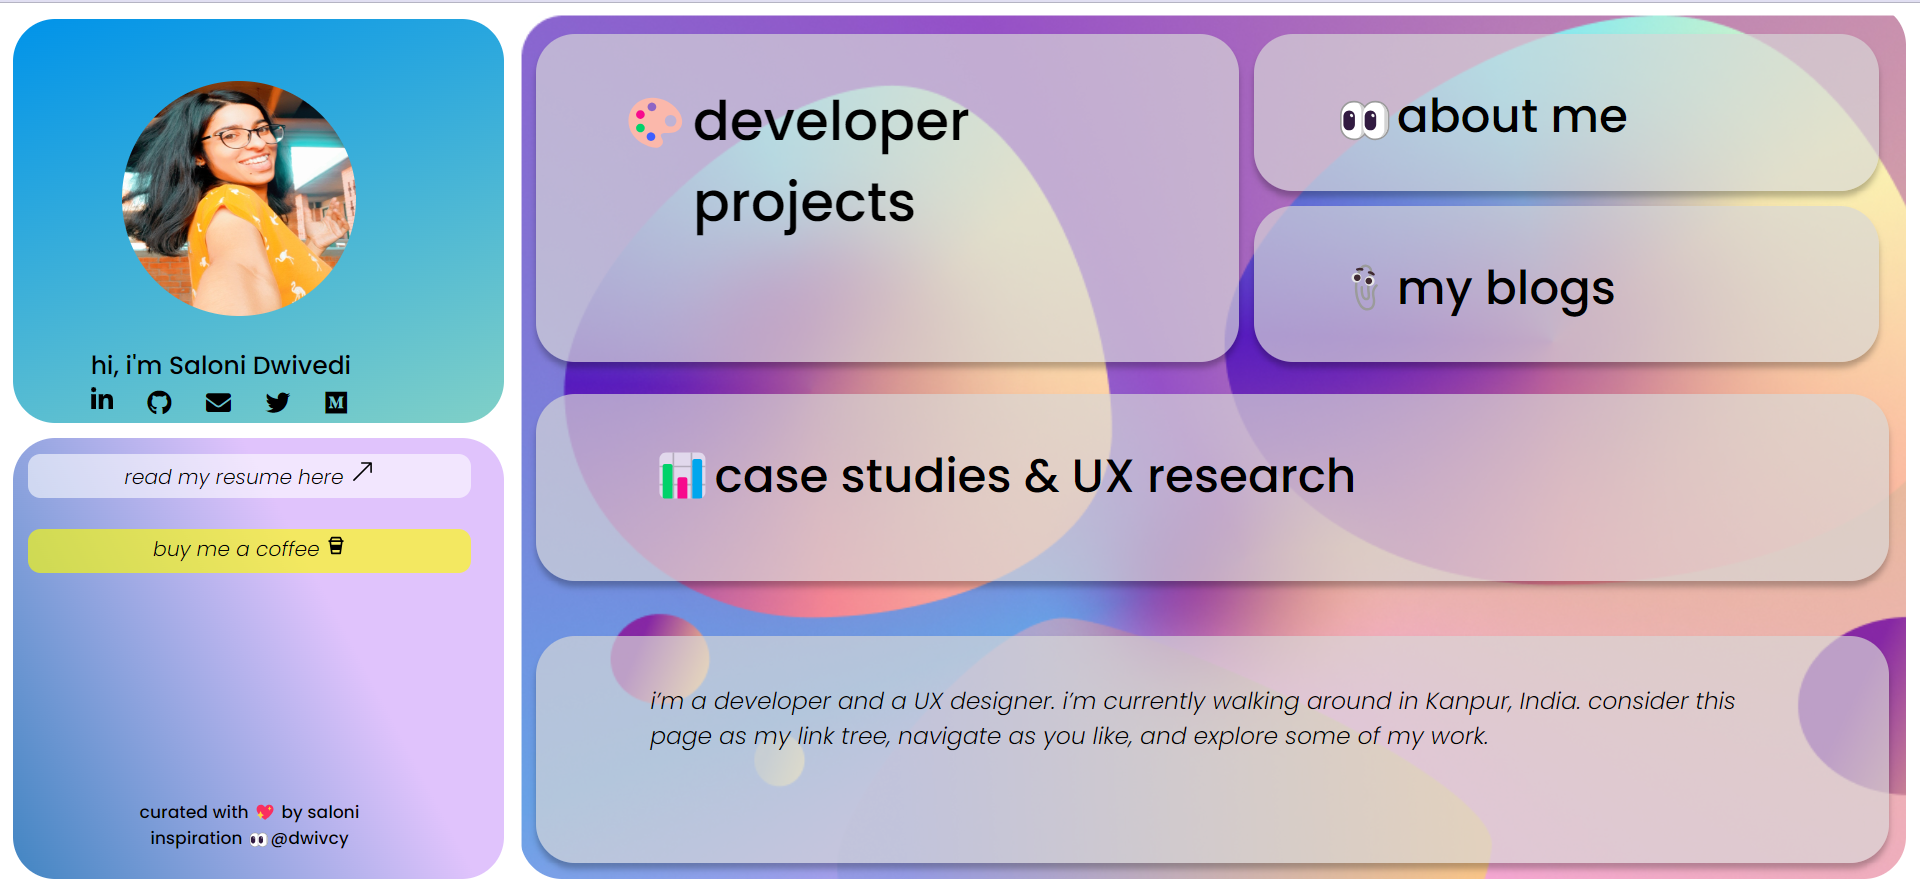 hi, i'm Saloni Dwivedi
in
M
read my resume here
buy me a coffee
curated with 💖 by saloni
inspiration 👀@dwivcy
developer
projects
about me
my blogs
case studies & UX research
i'm a developer and a UX designer. i'm currently walking around in Kanpur, India. consider this
page as my link tree, navigate as you like, and explore some of my work.